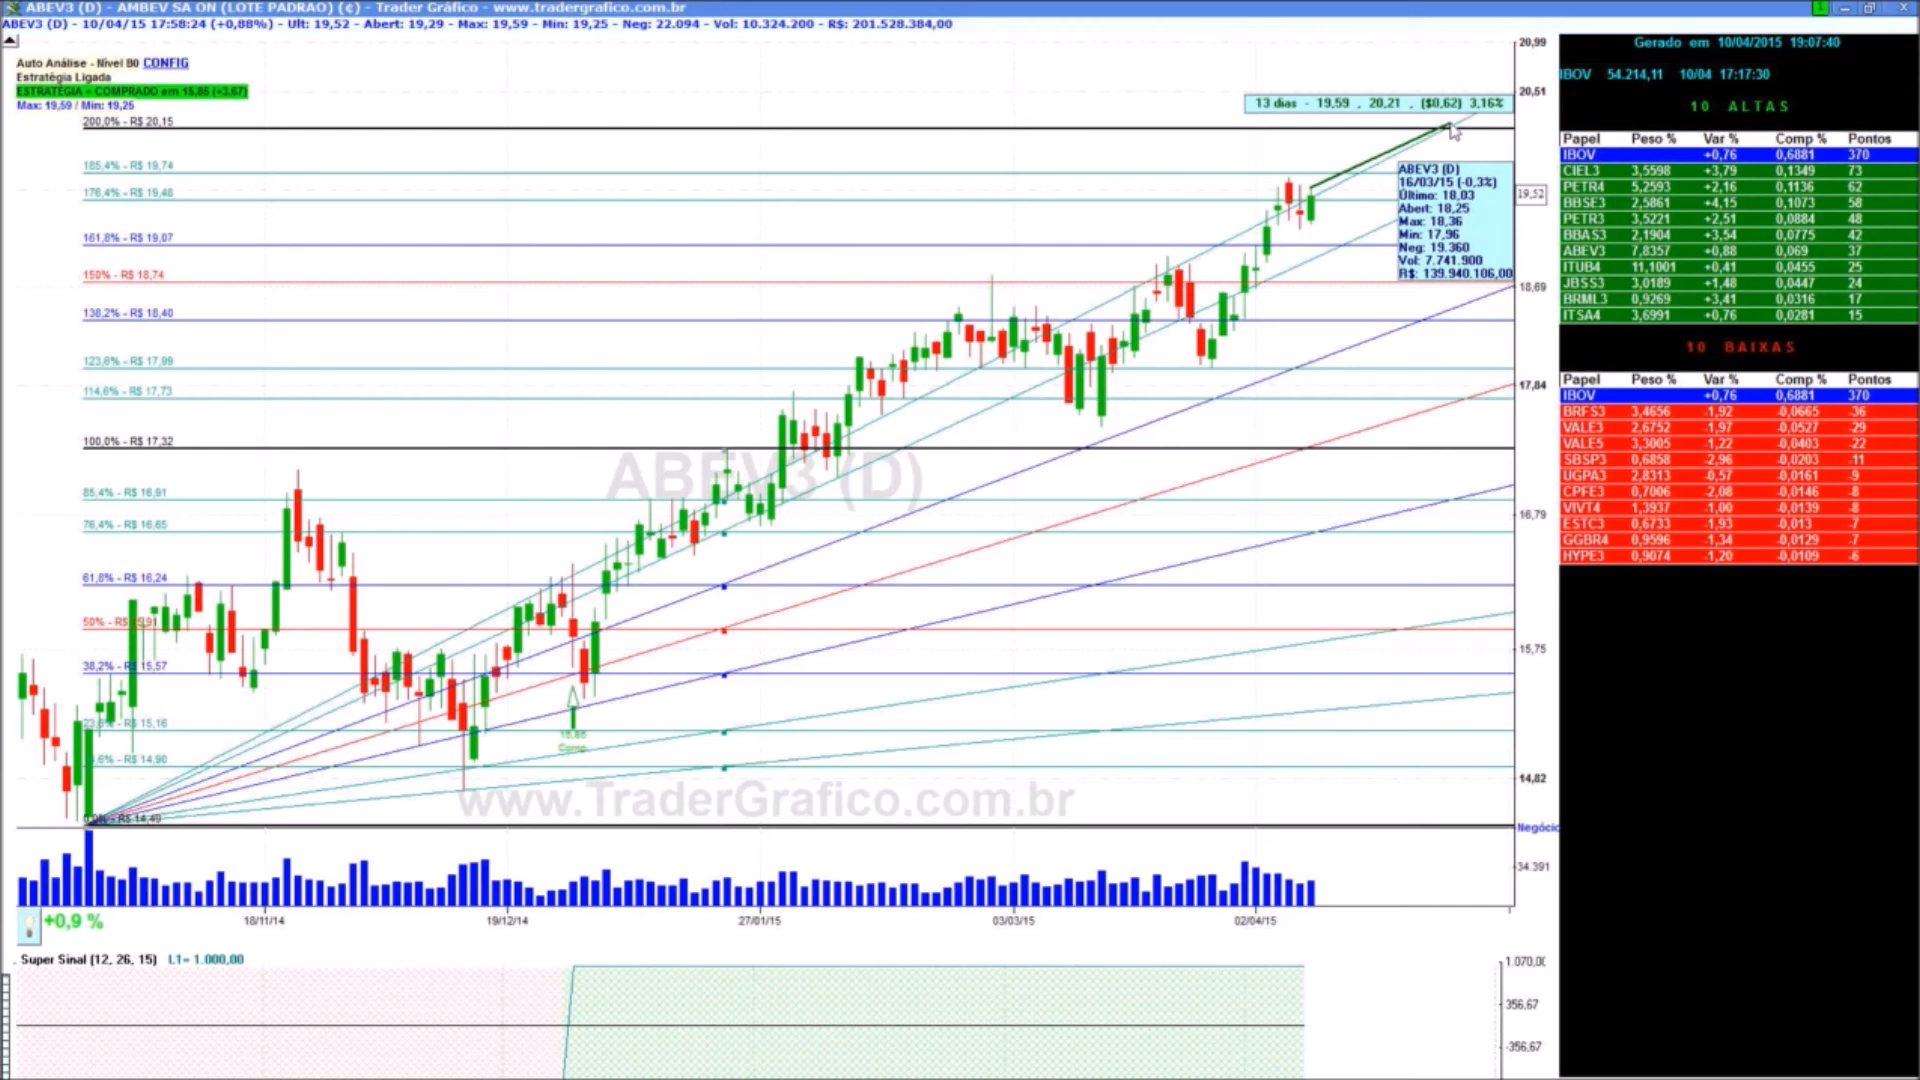 ABEV3 (D) - AMBEV SA ON (LOTE PADRAO) (¢) - Trader Gráfico - www.tradergrafico.com.br
ABEV3 (D) - 10/04/15 17:58:24 (+0,88%) - Ult: 19,52 - Abert: 19,29 - Max: 19,59 - Min: 19,25 - Neg: 22.094 - Vol: 10.324.200 - R$: 201.528.384,00
Auto Análise - Nível B0 CONFIG
Estratégia Ligada
ESTRATÉGIA = COMPRADO em 15,85 (+3,67)
Max: 19,59 / Min: 19,25
200,0% - R$ 20,15
185,4% - R$ 19,74
176,4% - R$ 19,48
161,8% - R$ 19,07
150% - R$ 18,74
138,2% - R$ 18,40
123,6% - R$ 17,99
114,6% - R$ 17,73
100,0% - R$ 17,32
85,4% - R$ 16,91
76,4% - R$ 16,65
61,8% - R$ 16,24
50% - R$ 15,91
38,2% - R$ 15,57
23,6% - R$ 15,16
14,6% - R$ 14,90
0,0% - R$ 14,49
13 dias - 19,59 , 20,21 , ($0,62) 3,16%
ABEV3 (D)
16/03/15 (-0,3%)
Último: 18,03
Abert: 18,25
Max: 18,36
Min: 17,96
Neg: 19.360
Vol: 7.741.900
R$: 139.940.106,00
ABEV3 (D)
www.TraderGrafico.com.br
15,85
Comp
20,99
20,51
19,52
18,69
17,84
16,79
15,75
14,82
Negócio
34.391
+0,9 %
18/11/14 19/12/14 27/01/15 03/03/15 02/04/15
. Super Sinal (12, 26, 15) L1= 1.000,00
1.070,0(
356,67
-356,67
Gerado em 10/04/2015 19:07:40
IBOV 54.214,11 10/04 17:17:30
10 ALTAS
Papel Peso % Var % Comp % Pontos
IBOV +0,76 0,6881 370
CIEL3 3,5598 +3,79 0,1349 73
PETR4 5,2593 +2,16 0,1136 62
BBSE3 2,5861 +4,15 0,1073 58
PETR3 3,5221 +2,51 0,0884 48
BBAS3 2,1904 +3,54 0,0775 42
ABEV3 7,8357 +0,88 0,069 37
ITUB4 11,1001 +0,41 0,0455 25
JBSS3 3,0189 +1,48 0,0447 24
BRML3 0,9269 +3,41 0,0316 17
ITSA4 3,6991 +0,76 0,0281 15
10 BAIXAS
Papel Peso % Var % Comp % Pontos
IBOV +0,76 0,6881 370
BRFS3 3,4656 -1,92 -0,0665 -36
VALE3 2,6752 -1,97 -0,0527 -29
VALE5 3,3005 -1,22 -0,0403 -22
SBSP3 0,6858 -2,96 -0,0203 -11
UGPA3 2,8313 -0,57 -0,0161 -9
CPFE3 0,7006 -2,08 -0,0146 -8
VIVT4 1,3937 -1,00 -0,0139 -8
ESTC3 0,6733 -1,93 -0,013 -7
GGBR4 0,9596 -1,34 -0,0129 -7
HYPE3 0,9074 -1,20 -0,0109 -6